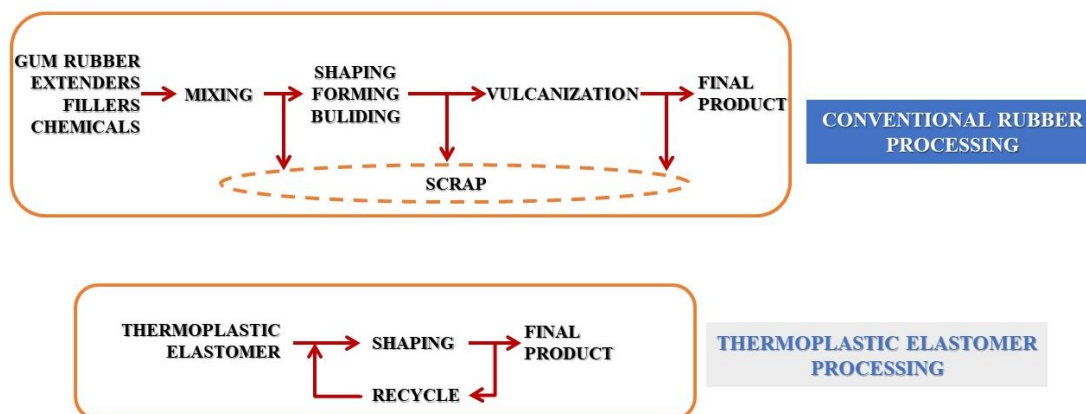 GUM RUBBER
EXTENDERS
FILLERS
CHEMICALS
MIXING
SHAPING
FORMING
BULIDING
VULCANIZATION
FINAL
PRODUCT
SCRAP
CONVENTIONAL RUBBER
PROCESSING
THERMOPLASTIC
ELASTOMER
SHAPING
FINAL
PRODUCT
RECYCLE
THERMOPLASTIC ELASTOMER
PROCESSING